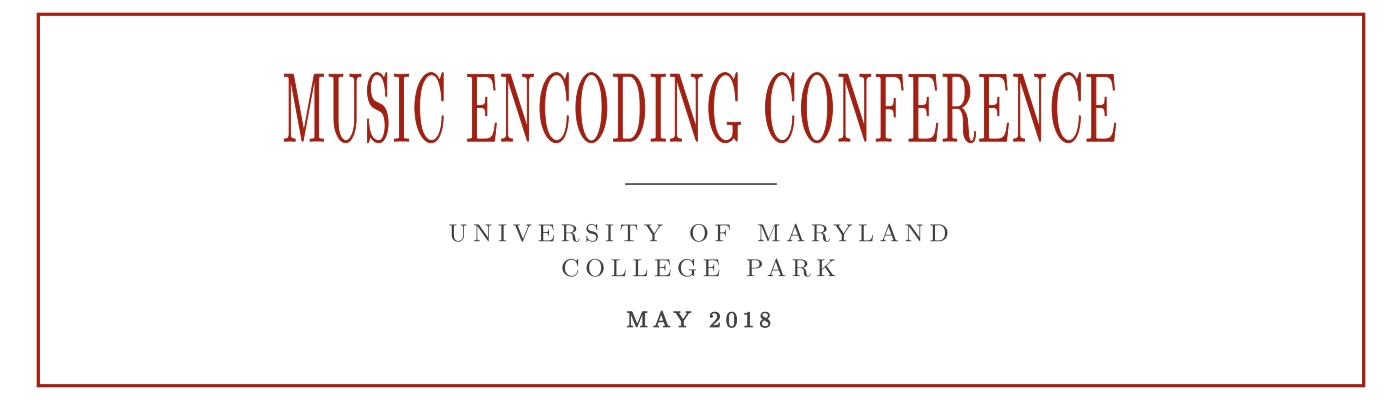 MUSIC ENCODING CONFERENCE
UNIVERSITY OF MARYLAND
COLLEGE PARK
MAY 2018